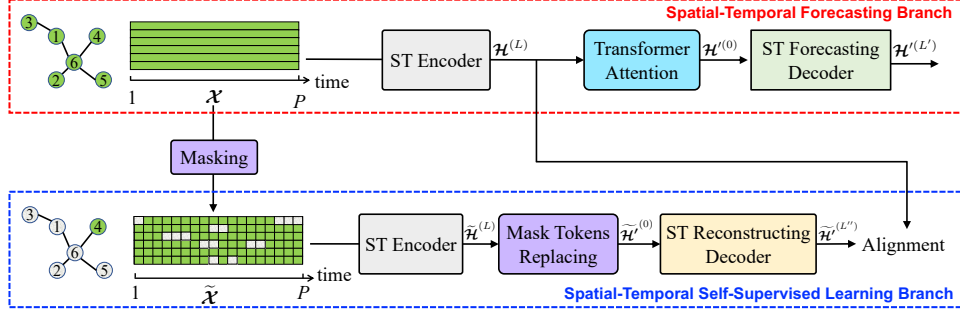 Spatial-Temporal Forecasting Branch
3
1
4
6
2
5
time
1
𝓧
P
ST Encoder
𝓗^(L)
Transformer
Attention
𝓗′^(0)
ST Forecasting
Decoder
𝓗′^(L′)
Masking
3
1
4
6
2
5
time
1
𝓧̃
P
ST Encoder
𝓗̃^(L)
Mask Tokens
Replacing
𝓗̃′^(0)
ST Reconstructing
Decoder
𝓗̃′^(L″)
Alignment
Spatial-Temporal Self-Supervised Learning Branch